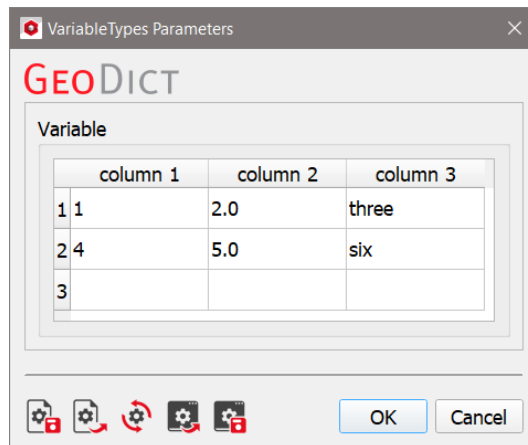 VariableTypes Parameters
GEODICT
Variable
column 1 column 2 column 3
1 1 2.0 three
2 4 5.0 six
3
OK Cancel